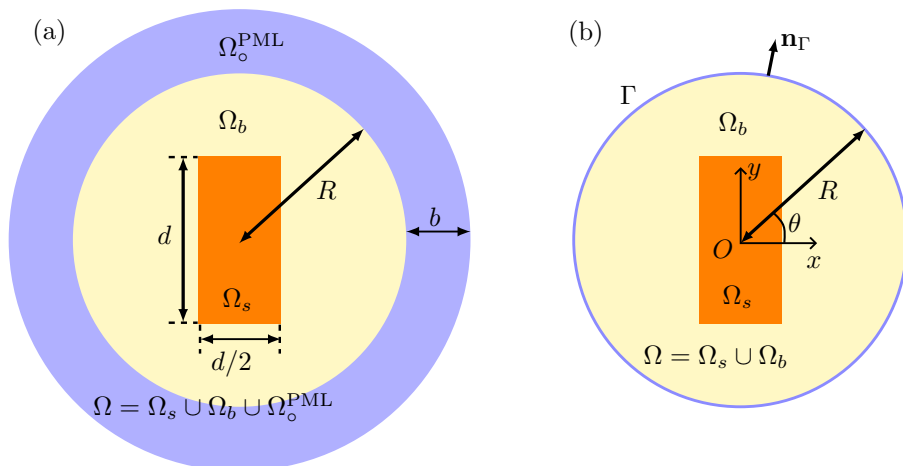 (a)
Ω∘^PML
Ω_b
R
d
b
Ω_s
d/2
Ω = Ω_s ∪ Ω_b ∪ Ω∘^PML
(b)
n_Γ
Γ
Ω_b
y
R
θ
O
x
Ω_s
Ω = Ω_s ∪ Ω_b